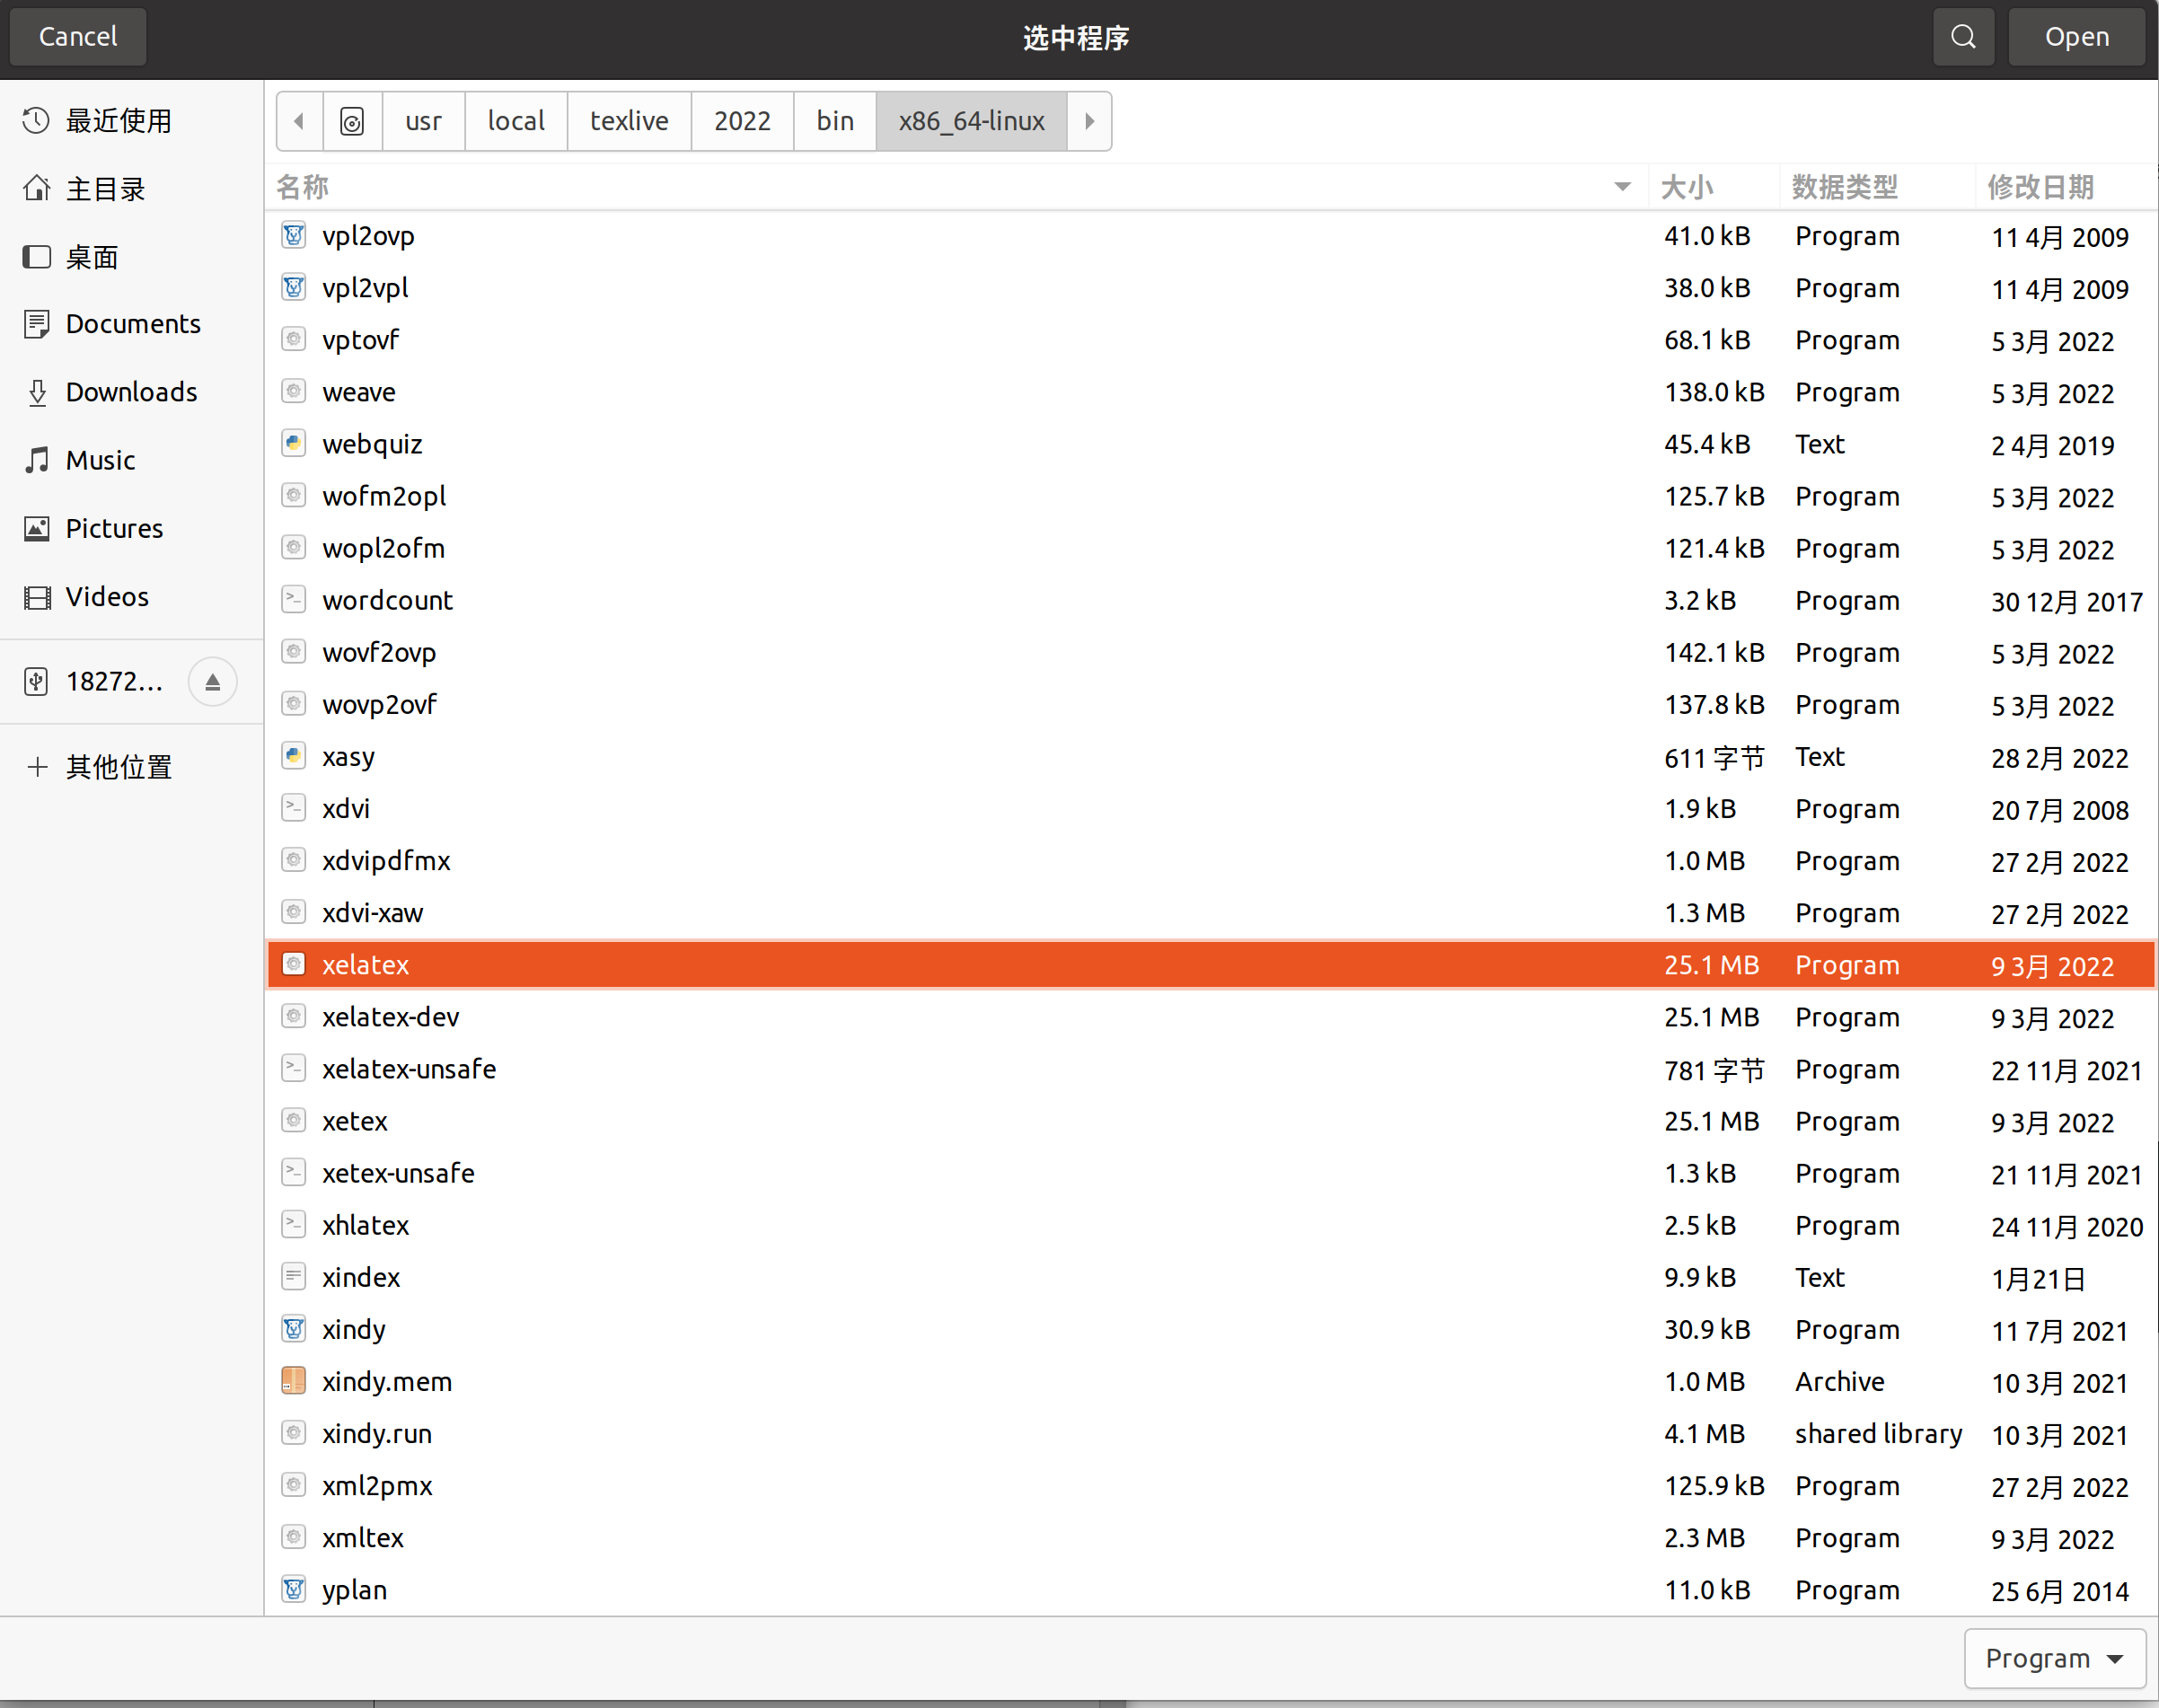 Cancel 选中程序 Open
最近使用
主目录
桌面
Documents
Downloads
Music
Pictures
Videos
18272...
其他位置
usr local texlive 2022 bin x86_64-linux
名称 大小 数据类型 修改日期
vpl2ovp 41.0 kB Program 11 4月 2009
vpl2vpl 38.0 kB Program 11 4月 2009
vptovf 68.1 kB Program 5 3月 2022
weave 138.0 kB Program 5 3月 2022
webquiz 45.4 kB Text 2 4月 2019
wofm2opl 125.7 kB Program 5 3月 2022
wopl2ofm 121.4 kB Program 5 3月 2022
wordcount 3.2 kB Program 30 12月 2017
wovf2ovp 142.1 kB Program 5 3月 2022
wovp2ovf 137.8 kB Program 5 3月 2022
xasy 611 字节 Text 28 2月 2022
xdvi 1.9 kB Program 20 7月 2008
xdvipdfmx 1.0 MB Program 27 2月 2022
xdvi-xaw 1.3 MB Program 27 2月 2022
xelatex 25.1 MB Program 9 3月 2022
xelatex-dev 25.1 MB Program 9 3月 2022
xelatex-unsafe 781 字节 Program 22 11月 2021
xetex 25.1 MB Program 9 3月 2022
xetex-unsafe 1.3 kB Program 21 11月 2021
xhlatex 2.5 kB Program 24 11月 2020
xindex 9.9 kB Text 1月21日
xindy 30.9 kB Program 11 7月 2021
xindy.mem 1.0 MB Archive 10 3月 2021
xindy.run 4.1 MB shared library 10 3月 2021
xml2pmx 125.9 kB Program 27 2月 2022
xmltex 2.3 MB Program 9 3月 2022
yplan 11.0 kB Program 25 6月 2014
Program